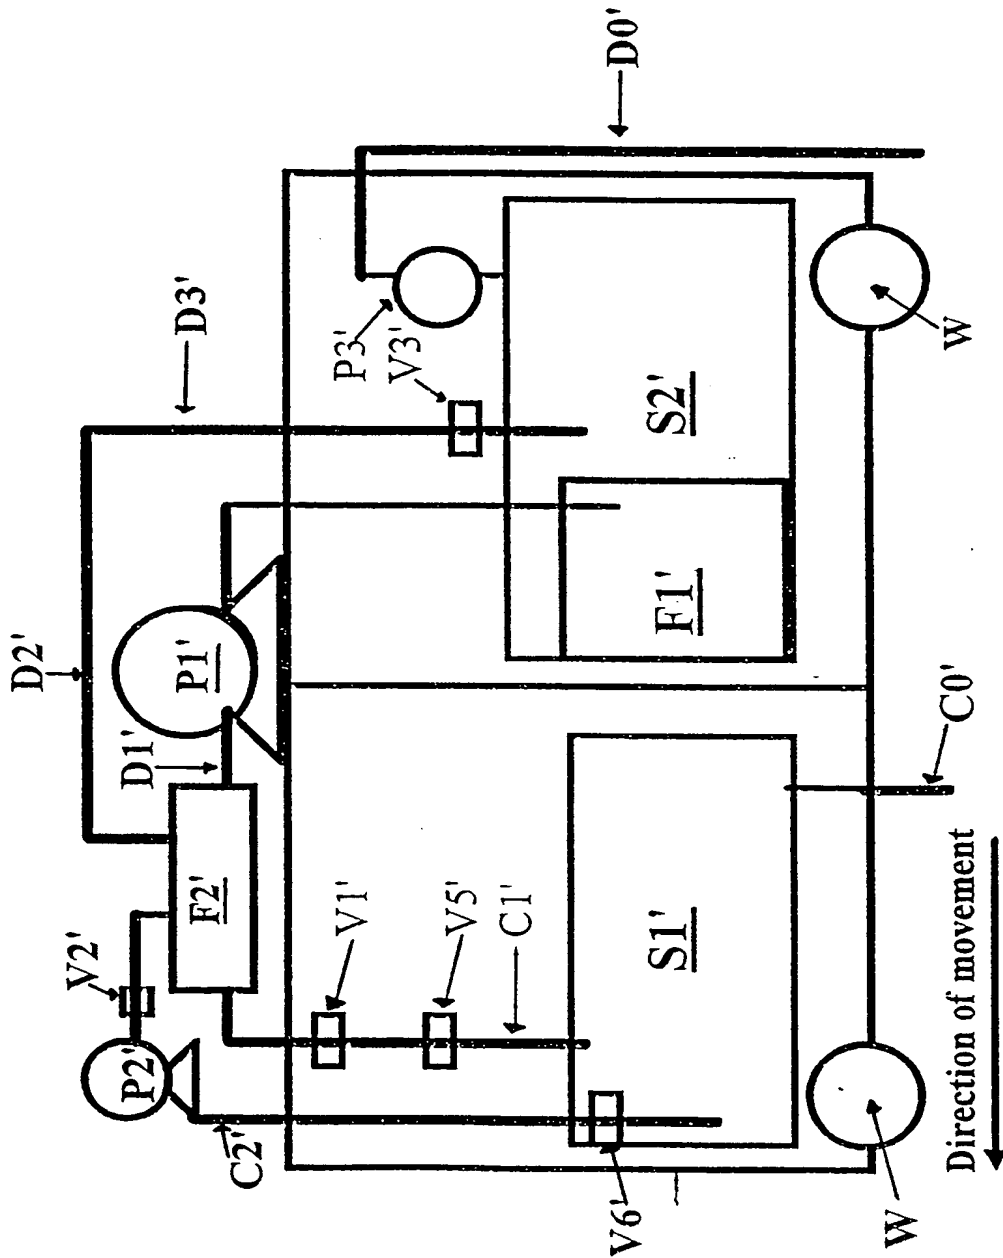 D0'
D3'
D2'
P3'
V3'
P1'
D1'
S2'
W
F1'
F2'
V2'
V1'
V5'
C1'
S1'
C0'
P2'
C2'
V6'
W
Direction of movement